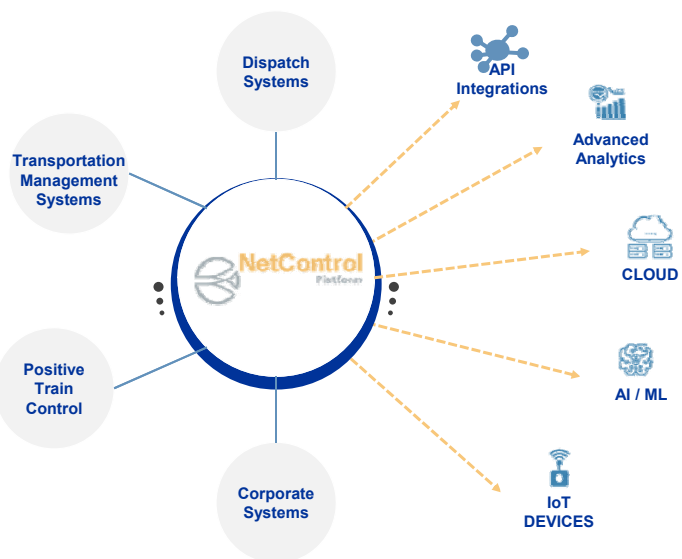 Dispatch
Systems
API
Integrations
Advanced
Analytics
Transportation
Management
Systems
NetControl
Platform
CLOUD
Positive
Train
Control
AI / ML
Corporate
Systems
IoT
DEVICES